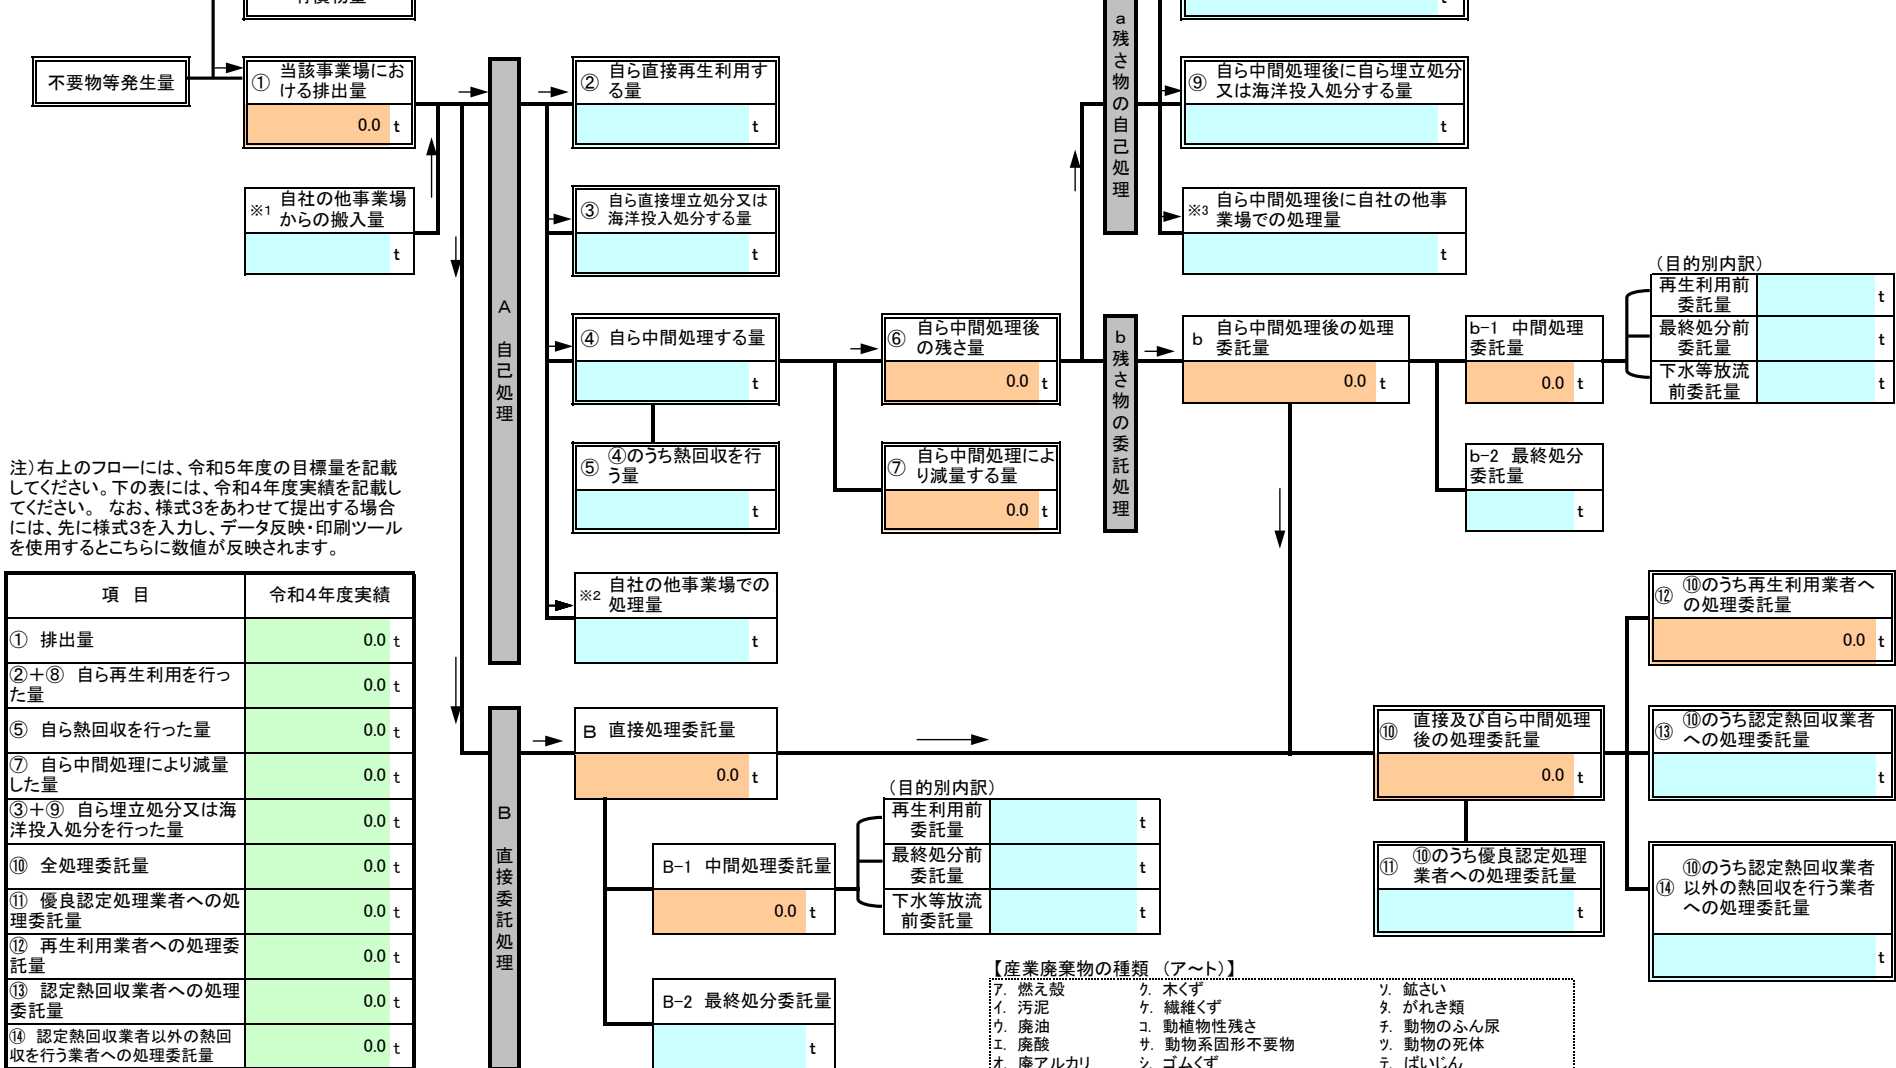 不要物等発生量
① 当該事業場にお
ける排出量
0.0 t
※1 自社の他事業場
からの搬入量
t
A 自己処理
② 自ら直接再生利用す
る量
t
③ 自ら直接埋立処分又は
海洋投入処分する量
t
④ 自ら中間処理する量
t
⑤ ④のうち熱回収を行
う量
t
※2 自社の他事業場での
処理量
t
⑥ 自ら中間処理後
の残さ量
0.0 t
⑦ 自ら中間処理によ
り減量する量
0.0 t
a残さ物の自己処理
t
⑨ 自ら中間処理後に自ら埋立処分
又は海洋投入処分する量
t
※3 自ら中間処理後に自社の他事
業場での処理量
t
b残さ物の委託処理
b 自ら中間処理後の処理
委託量
0.0 t
b-1 中間処理
委託量
0.0 t
b-2 最終処分
委託量
t
(目的別内訳)
再生利用前
委託量
t
最終処分前
委託量
t
下水等放流
前委託量
t
注)右上のフローには、令和5年度の目標量を記載
してください。下の表には、令和4年度実績を記載し
てください。 なお、様式3をあわせて提出する場合
には、先に様式3を入力し、データ反映・印刷ツール
を使用するとこちらに数値が反映されます。
項 目 令和4年度実績
① 排出量 0.0 t
②+⑧ 自ら再生利用を行っ
た量 0.0 t
⑤ 自ら熱回収を行った量 0.0 t
⑦ 自ら中間処理により減量
した量 0.0 t
③+⑨ 自ら埋立処分又は海
洋投入処分を行った量 0.0 t
⑩ 全処理委託量 0.0 t
⑪ 優良認定処理業者への処
理委託量 0.0 t
⑫ 再生利用業者への処理委
託量 0.0 t
⑬ 認定熱回収業者への処理
委託量 0.0 t
⑭ 認定熱回収業者以外の熱回
収を行う業者への処理委託量 0.0 t
B 直接委託処理
B 直接処理委託量
0.0 t
B-1 中間処理委託量
0.0 t
B-2 最終処分委託量
t
(目的別内訳)
再生利用前
委託量
t
最終処分前
委託量
t
下水等放流
前委託量
t
⑩ 直接及び自ら中間処理
後の処理委託量
0.0 t
⑪ ⑩のうち優良認定処理
業者への処理委託量
t
⑫ ⑩のうち再生利用業者へ
の処理委託量
0.0 t
⑬ ⑩のうち認定熱回収業者
への処理委託量
t
⑭ ⑩のうち認定熱回収業者
以外の熱回収を行う業者
への処理委託量
t
【産業廃棄物の種類 (ア~ト)】
ア. 燃え殻 ク. 木くず ソ. 鉱さい
イ. 汚泥 ケ. 繊維くず タ. がれき類
ウ. 廃油 コ. 動植物性残さ チ. 動物のふん尿
エ. 廃酸 サ. 動物系固形不要物 ツ. 動物の死体
オ. 廃アルカリ シ. ゴムくず テ. ばいじん